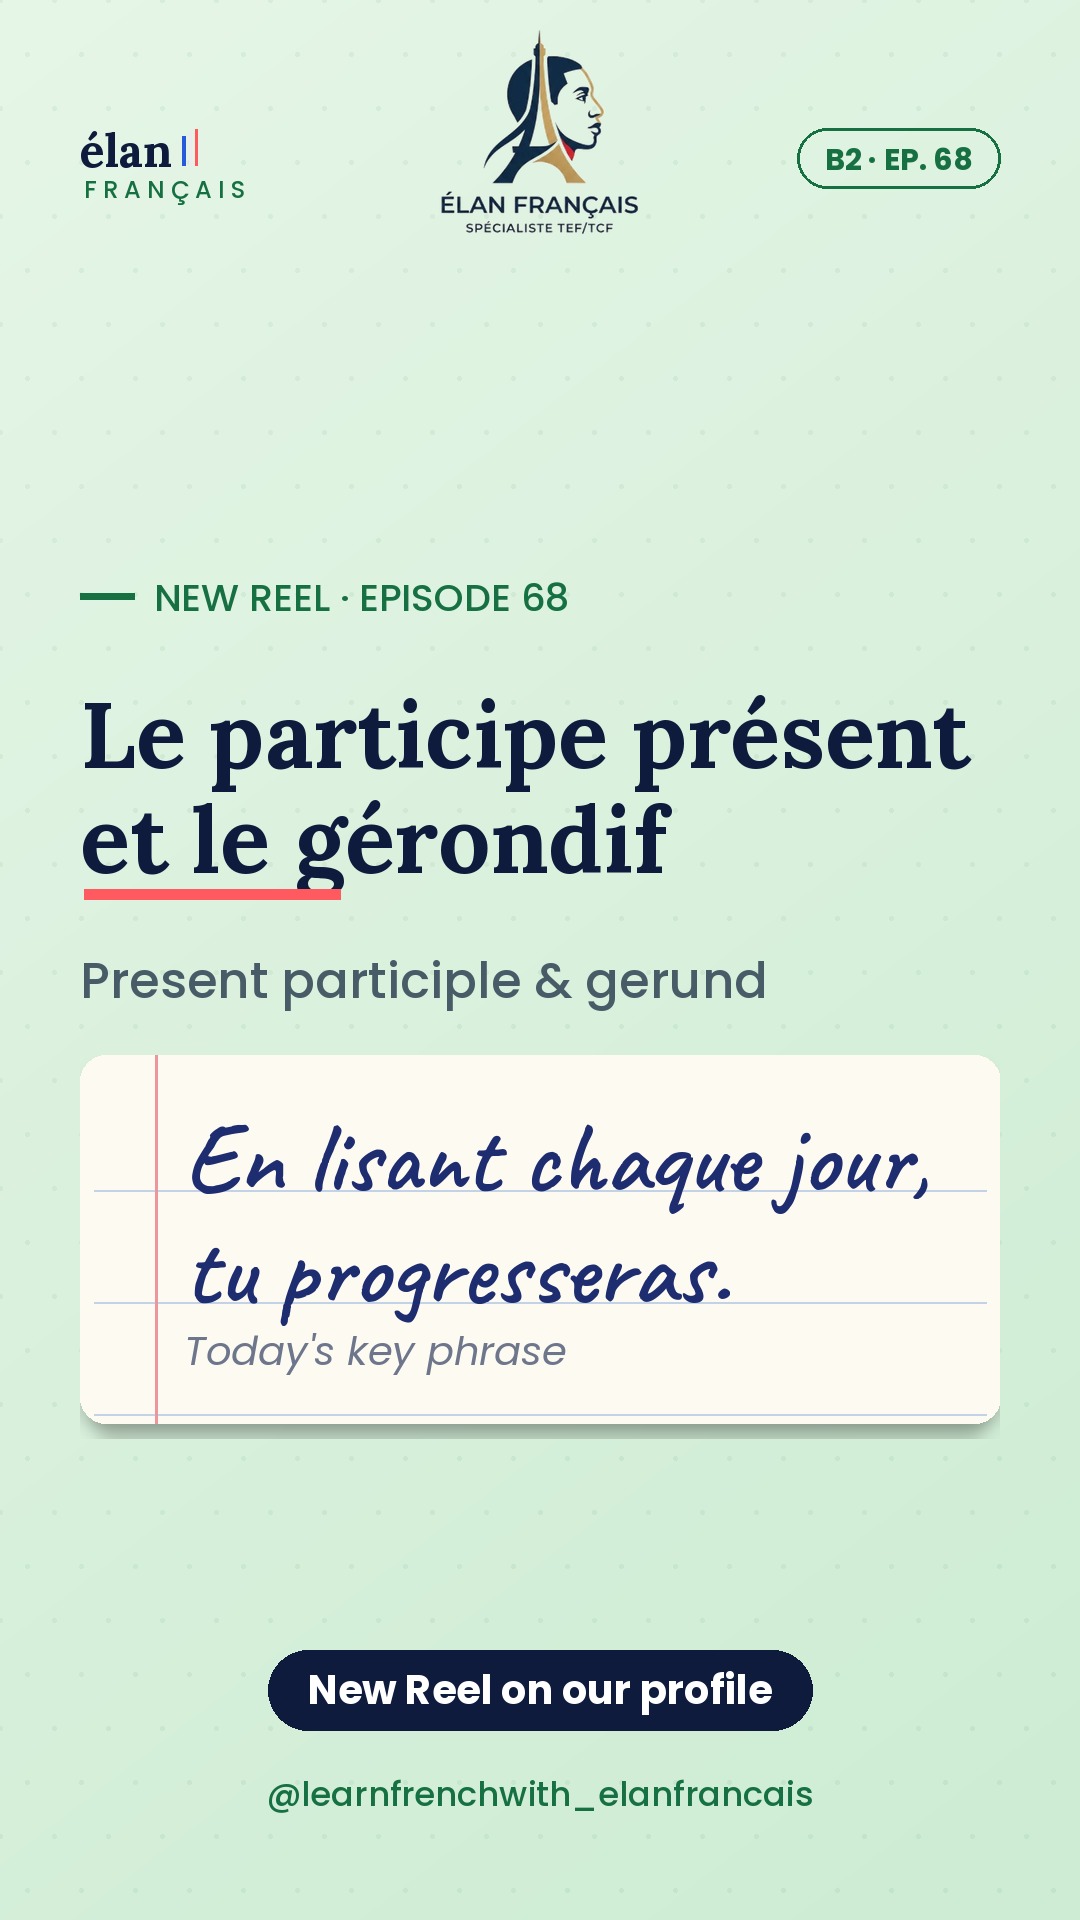 élan
FRANÇAIS
ÉLAN FRANÇAIS
SPÉCIALISTE TEF/TCF
B2 · EP. 68
NEW REEL · EPISODE 68
Le participe présent
et le gérondif
Present participle & gerund
En lisant chaque jour,
tu progresseras.
Today's key phrase
New Reel on our profile
@learnfrenchwith_elanfrancais